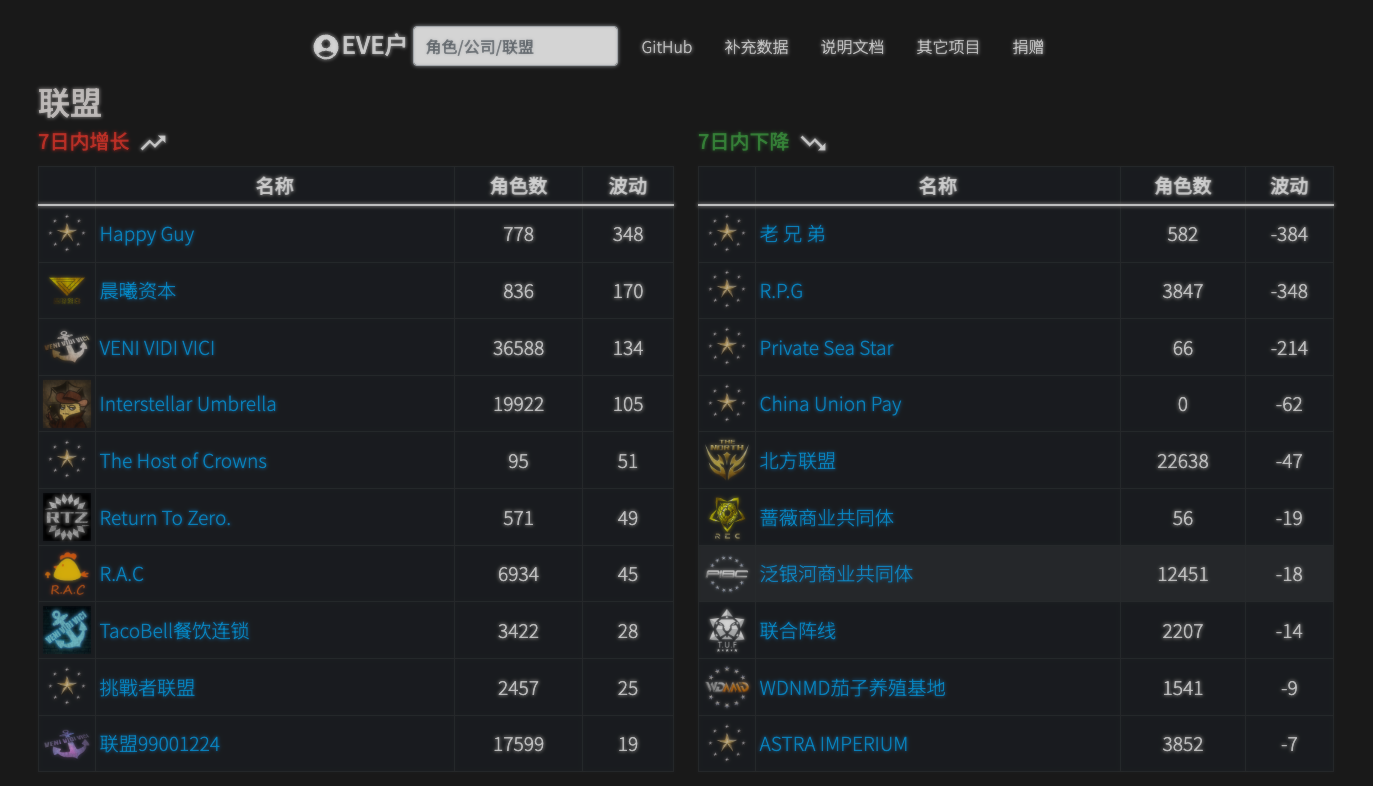 EVE户 角色/公司/联盟 GitHub 补充数据 说明文档 其它项目 捐赠
联盟
7日内增长
名称 角色数 波动
Happy Guy 778 348
晨曦资本 836 170
VENI VIDI VICI 36588 134
Interstellar Umbrella 19922 105
The Host of Crowns 95 51
RTZ Return To Zero. 571 49
R.A.C R.A.C 6934 45
TacoBell餐饮连锁 3422 28
挑戰者联盟 2457 25
联盟99001224 17599 19
7日内下降
名称 角色数 波动
老 兄 弟 582 -384
R.P.G 3847 -348
Private Sea Star 66 -214
China Union Pay 0 -62
THE NORTH 北方联盟 22638 -47
蔷薇商业共同体 56 -19
泛银河商业共同体 12451 -18
T.U.F 联合阵线 2207 -14
WDNMD WDNMD茄子养殖基地 1541 -9
ASTRA IMPERIUM 3852 -7